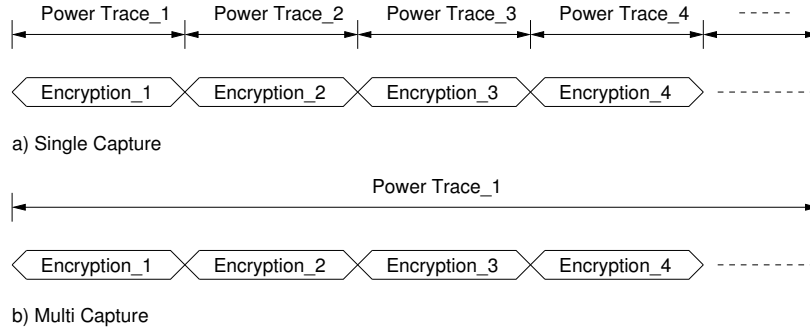 Power Trace_1 Power Trace_2 Power Trace_3 Power Trace_4
Encryption_1 Encryption_2 Encryption_3 Encryption_4
a) Single Capture
Power Trace_1
Encryption_1 Encryption_2 Encryption_3 Encryption_4
b) Multi Capture